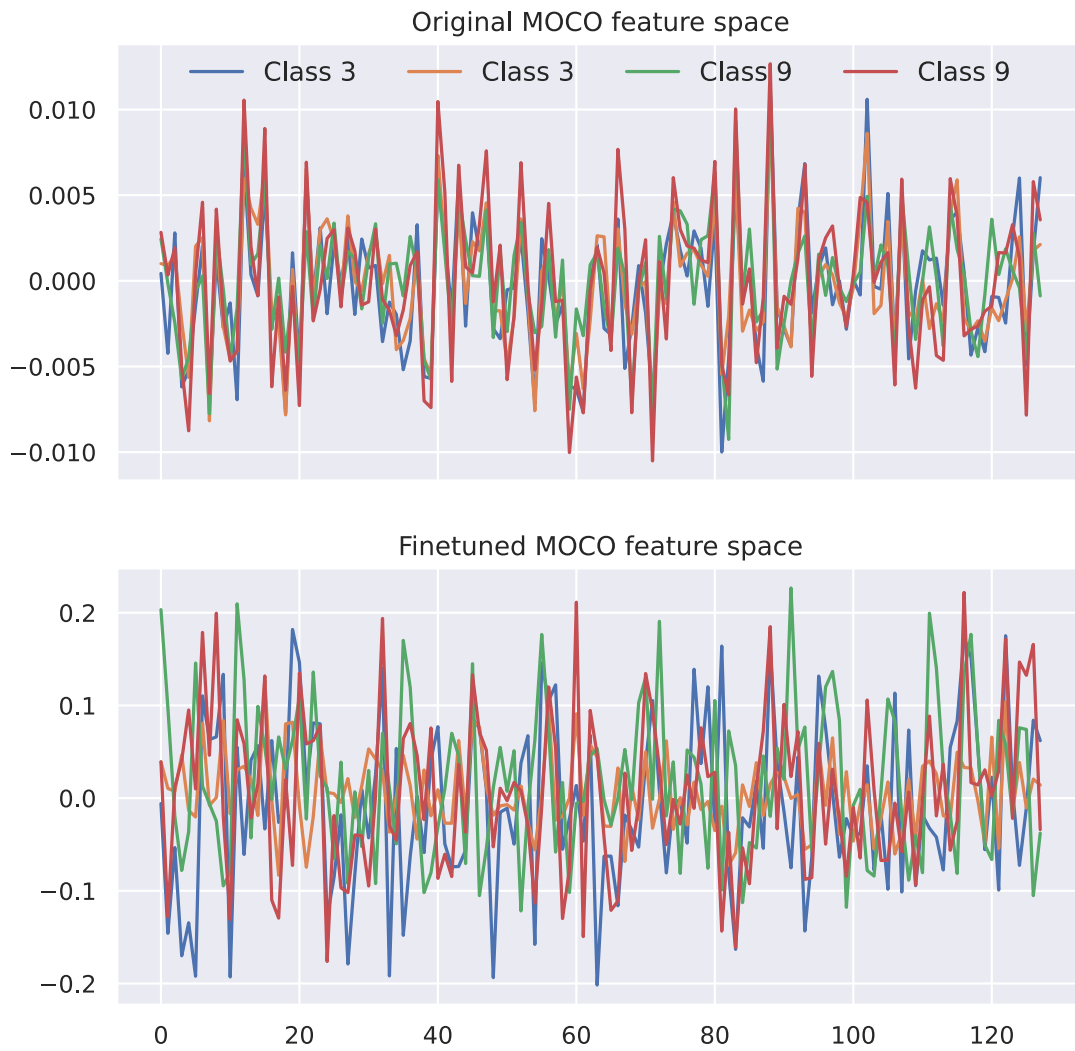 Original MOCO feature space
Class 3 Class 3 Class 9 Class 9
0.010
0.005
0.000
−0.005
−0.010
Finetuned MOCO feature space
0.2
0.1
0.0
−0.1
−0.2
0 20 40 60 80 100 120